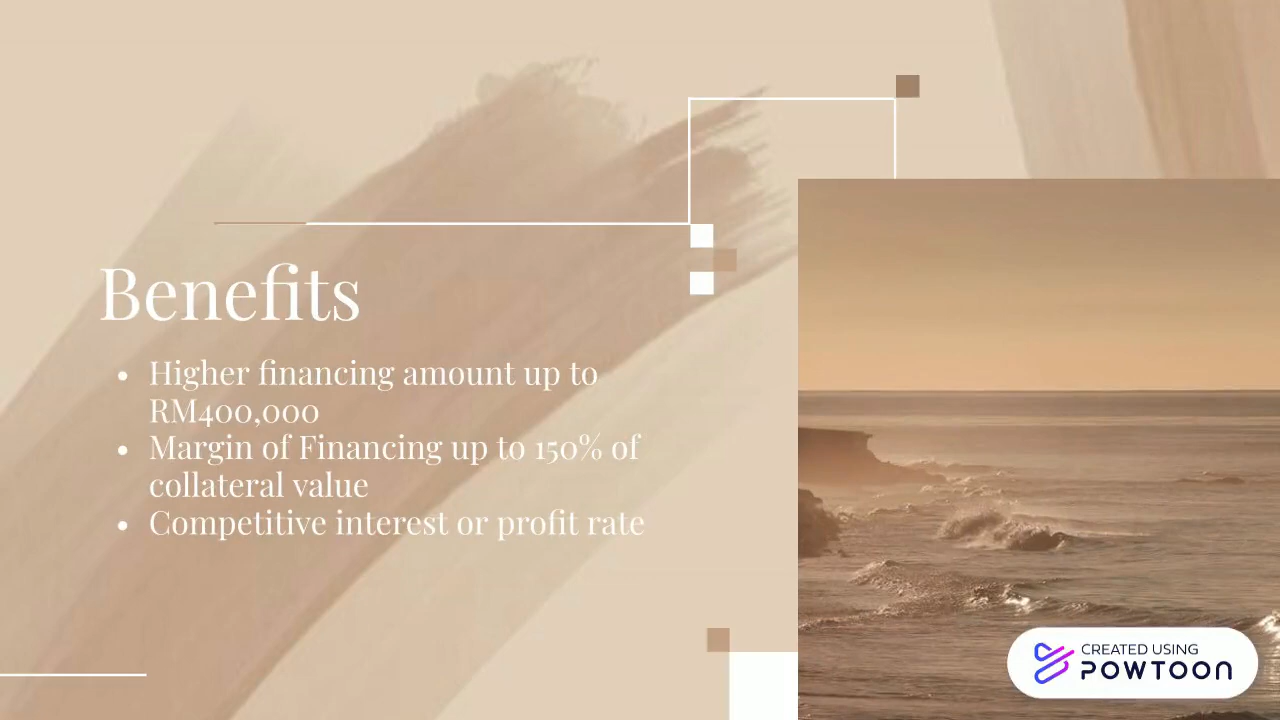 Benefits
• Higher financing amount up to
RM400,000
• Margin of Financing up to 150% of
collateral value
• Competitive interest or profit rate
CREATED USING
POWTOON